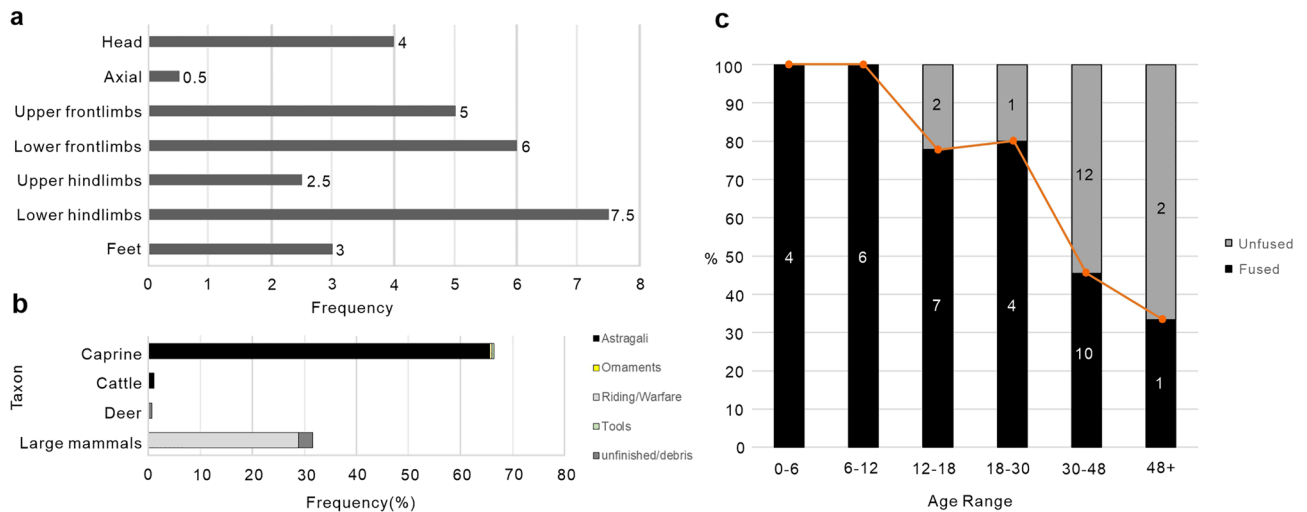 a
Head
4
Axial
0.5
Upper frontlimbs
5
Lower frontlimbs
6
Upper hindlimbs
2.5
Lower hindlimbs
7.5
Feet
3
0 1 2 3 4 5 6 7 8
Frequency
b
Taxon
Caprine
Cattle
Deer
Large mammals
0 10 20 30 40 50 60 70 80
Frequency(%)
Astragali
Ornaments
Riding/Warfare
Tools
unfinished/debris
c
100
90
80
70
60
50
40
30
20
10
0
%
4
6
2
7
1
4
12
10
2
1
0-6 6-12 12-18 18-30 30-48 48+
Age Range
Unfused
Fused